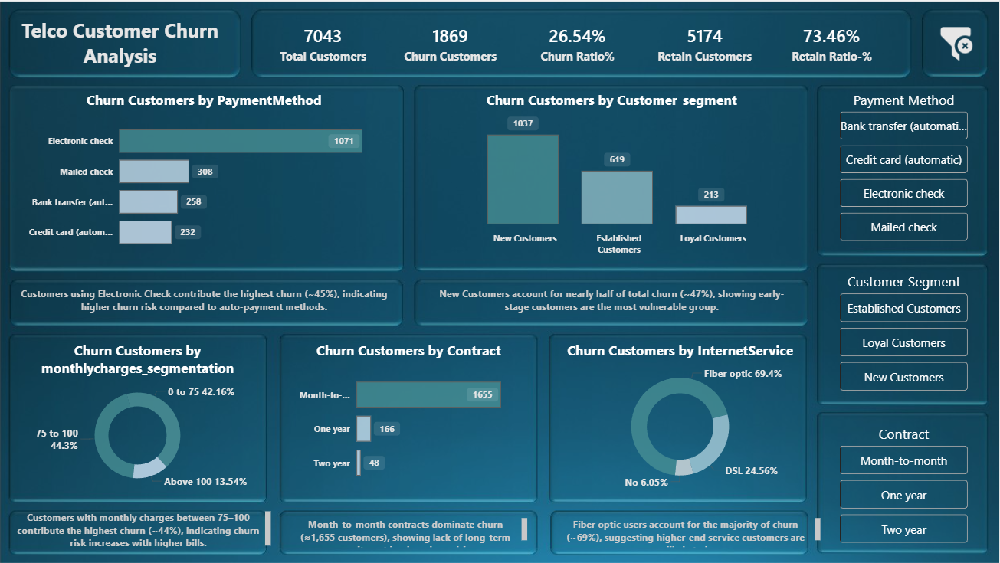 Telco Customer Churn
Analysis
7043
Total Customers
1869
Churn Customers
26.54%
Churn Ratio%
5174
Retain Customers
73.46%
Retain Ratio-%
Churn Customers by PaymentMethod
Electronic check
1071
Mailed check
308
Bank transfer (aut...
258
Credit card (autom...
232
Churn Customers by Customer_segment
1037
619
213
New Customers
Established
Customers
Loyal Customers
Payment Method
Bank transfer (automati...
Credit card (automatic)
Electronic check
Mailed check
Customers using Electronic Check contribute the highest churn (~45%), indicating
higher churn risk compared to auto-payment methods.
New Customers account for nearly half of total churn (~47%), showing early-
stage customers are the most vulnerable group.
Customer Segment
Established Customers
Loyal Customers
New Customers
Churn Customers by
monthlycharges_segmentation
0 to 75 42.16%
75 to 100
44.3%
Above 100 13.54%
Churn Customers by Contract
Month-to-...
1655
One year
166
Two year
48
Churn Customers by InternetService
Fiber optic 69.4%
DSL 24.56%
No 6.05%
Contract
Month-to-month
One year
Two year
Customers with monthly charges between 75–100
contribute the highest churn (~44%), indicating churn
risk increases with higher bills.
Month-to-month contracts dominate churn
(≈1,655 customers), showing lack of long-term
Fiber optic users account for the majority of churn
(~69%), suggesting higher-end service customers are